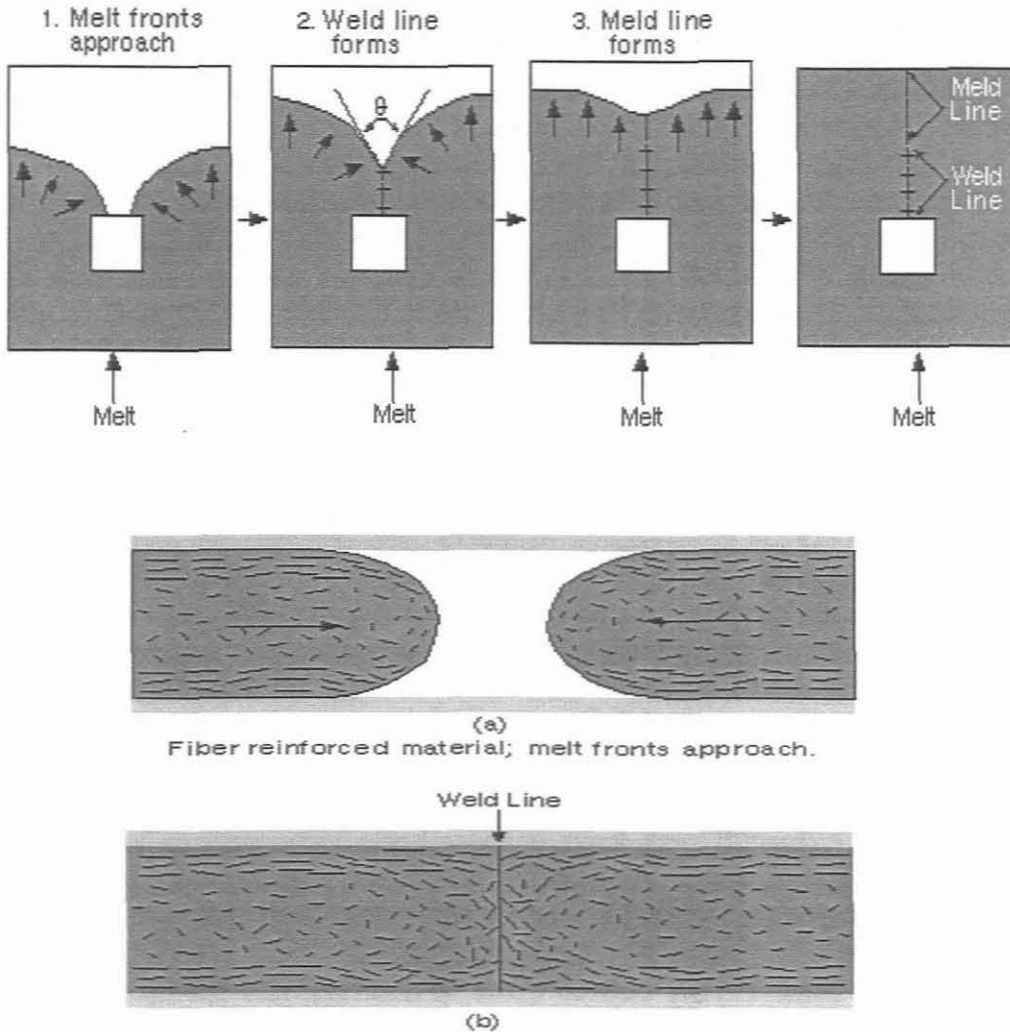 1. Melt fronts
approach
2. Weld line
forms
3. Meld line
forms
θ
Meld
Line
Weld
Line
Melt
Melt
Melt
Melt
(a)
Fiber reinforced material; melt fronts approach.
Weld Line
(b)